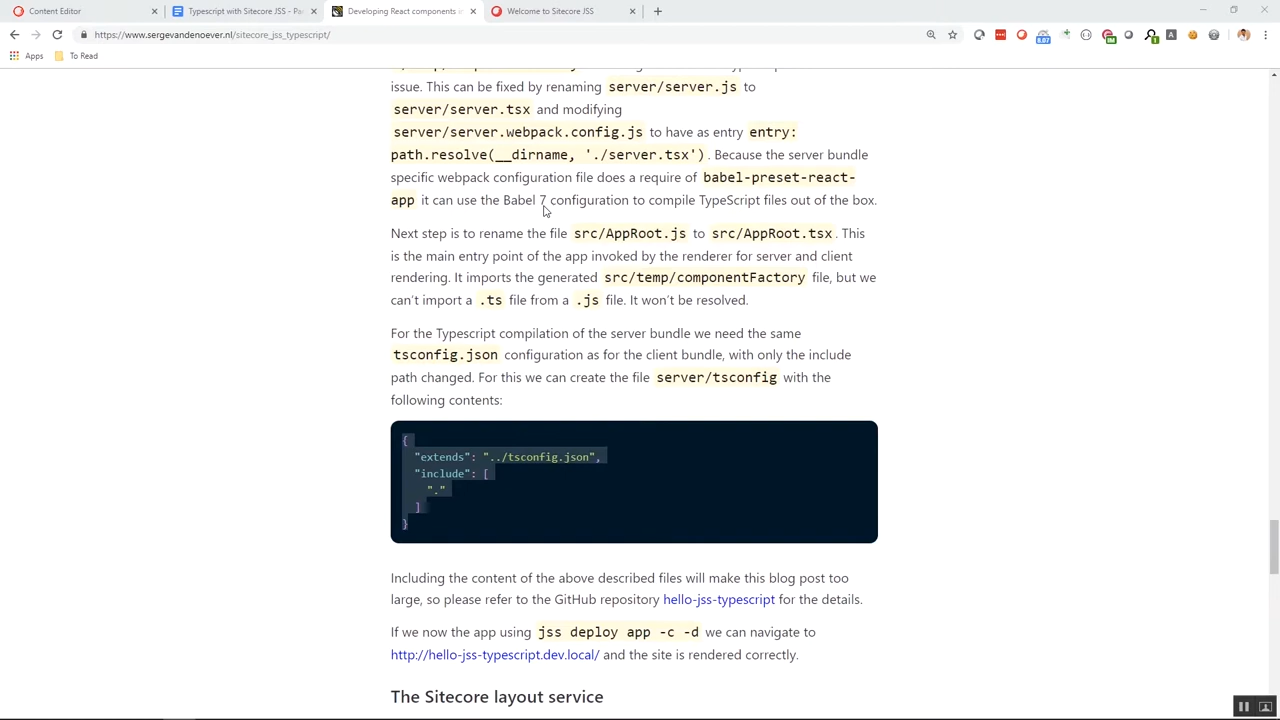 Content Editor
Typescript with Sitecore JSS - Pa
Developing React components in
Welcome to Sitecore JSS
https://www.sergevandenoever.nl/sitecore_jss_typescript/
Apps
To Read
issue. This can be fixed by renaming server/server.js to
server/server.tsx and modifying
server/server.webpack.config.js to have as entry entry:
path.resolve(__dirname, './server.tsx') . Because the server bundle
specific webpack configuration file does a require of babel-preset-react-
app it can use the Babel 7 configuration to compile TypeScript files out of the box.
Next step is to rename the file src/AppRoot.js to src/AppRoot.tsx . This
is the main entry point of the app invoked by the renderer for server and client
rendering. It imports the generated src/temp/componentFactory file, but we
can't import a .ts file from a .js file. It won't be resolved.
For the Typescript compilation of the server bundle we need the same
tsconfig.json configuration as for the client bundle, with only the include
path changed. For this we can create the file server/tsconfig with the
following contents:
{
"extends": "../tsconfig.json",
"include": [
"."
]
}
Including the content of the above described files will make this blog post too
large, so please refer to the GitHub repository hello-jss-typescript for the details.
If we now the app using jss deploy app -c -d we can navigate to
http://hello-jss-typescript.dev.local/ and the site is rendered correctly.
The Sitecore layout service